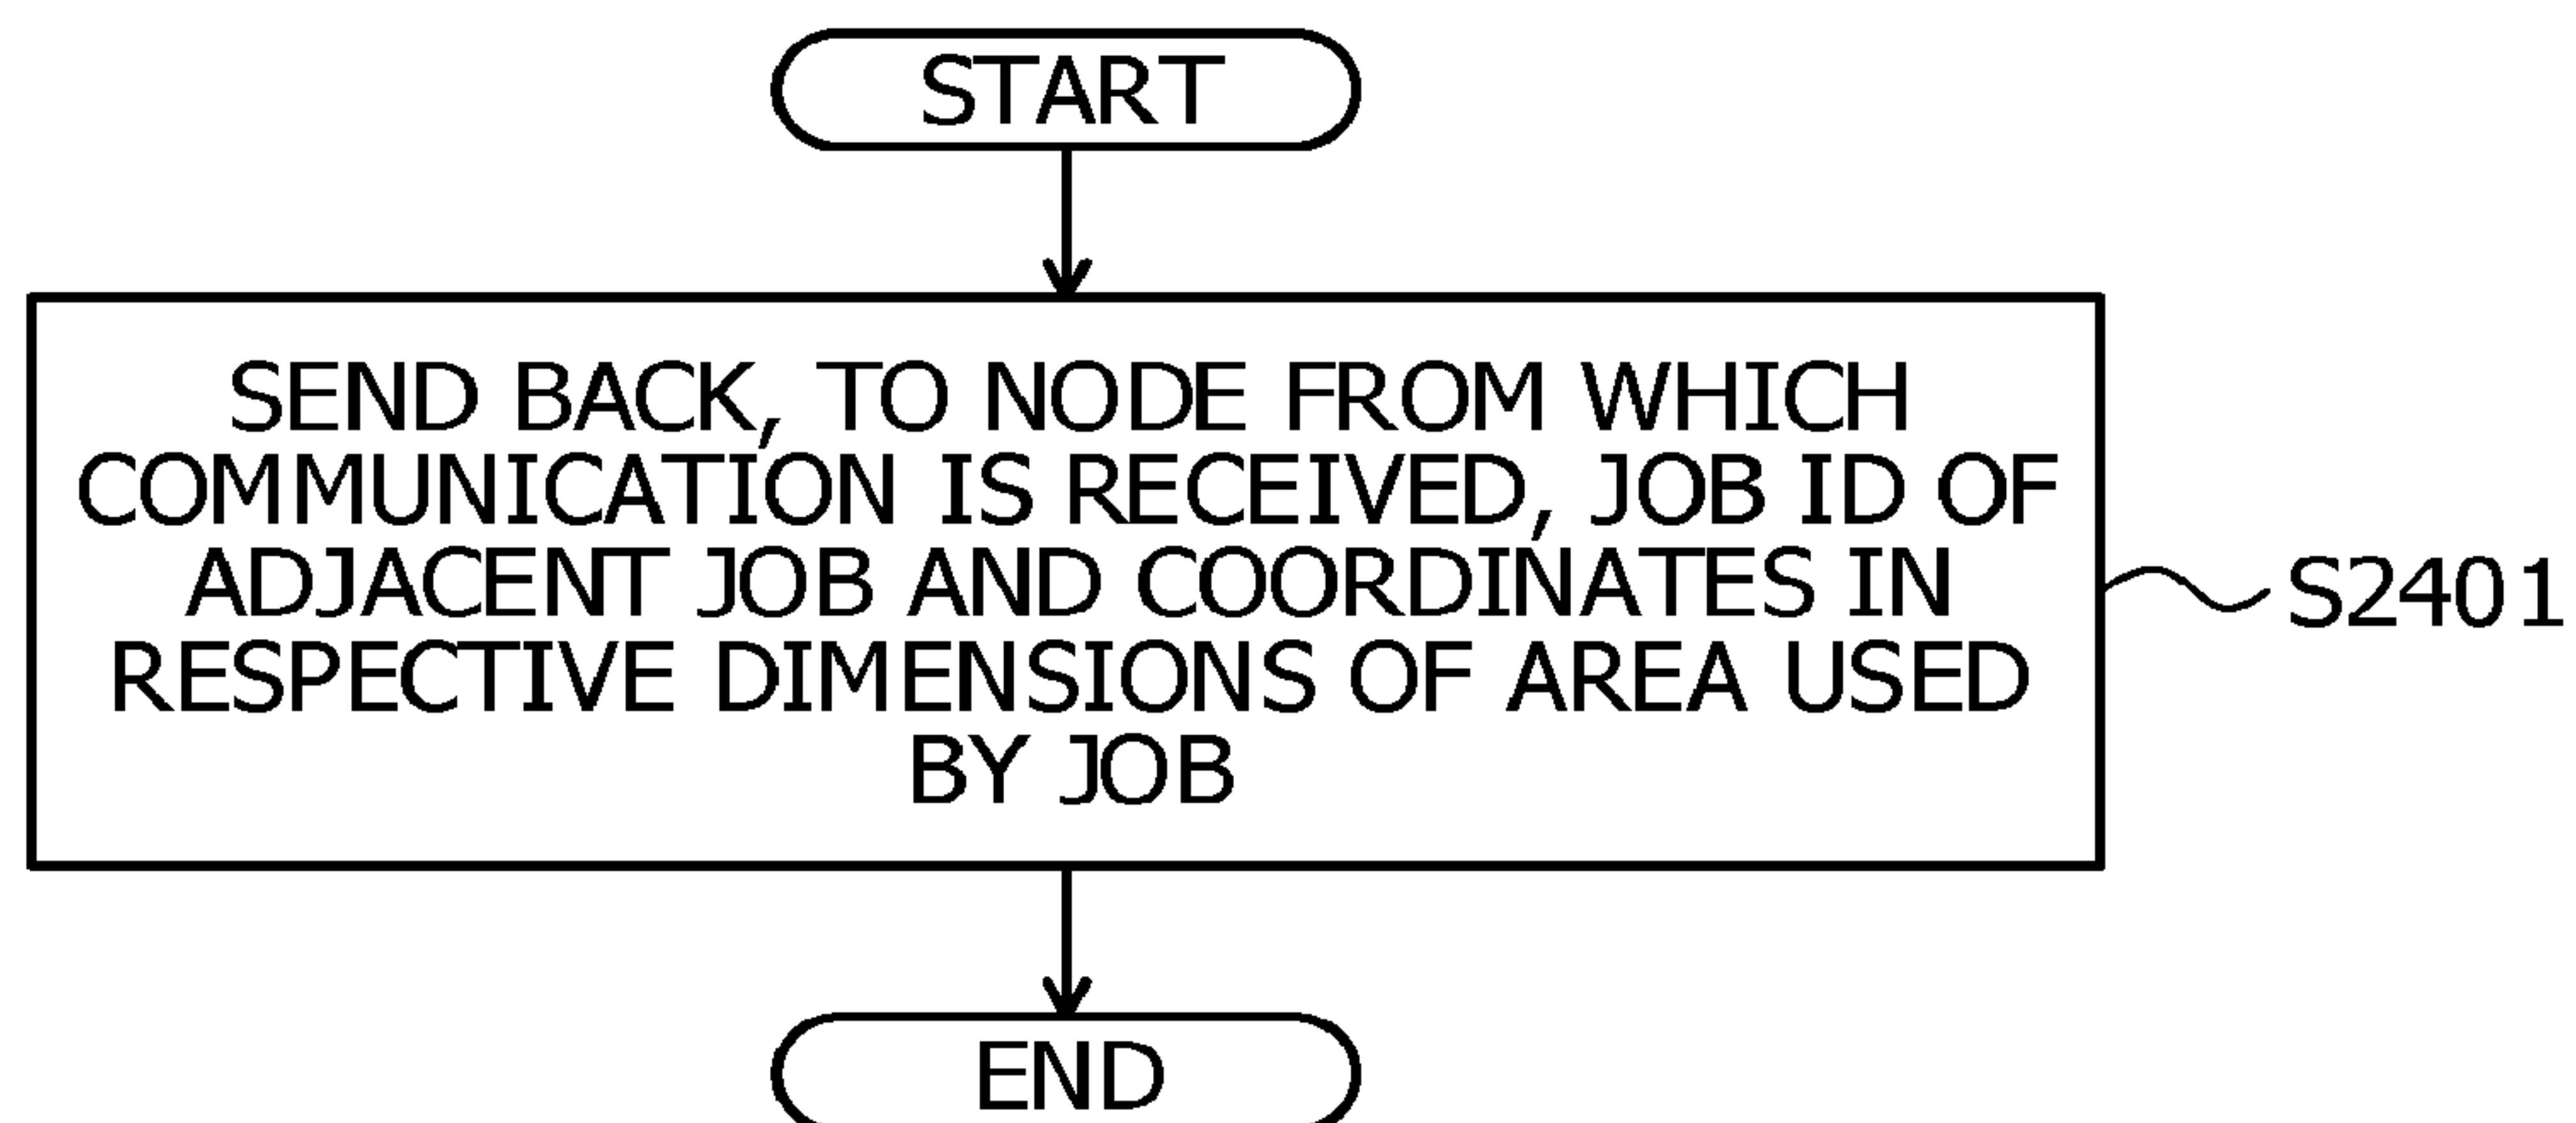 START
SEND BACK, TO NODE FROM WHICH
COMMUNICATION IS RECEIVED, JOB ID OF
ADJACENT JOB AND COORDINATES IN
RESPECTIVE DIMENSIONS OF AREA USED
BY JOB
S2401
END